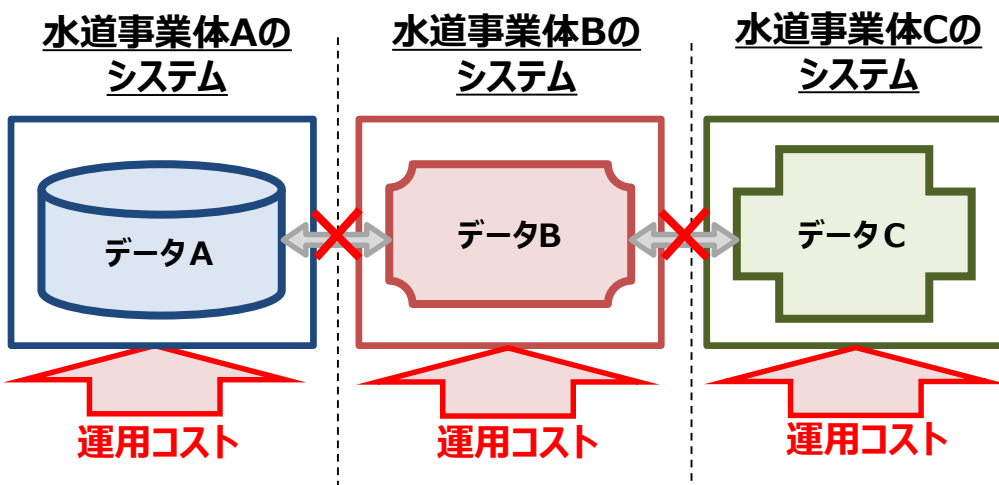 水道事業体Aの
システム
水道事業体Bの
システム
水道事業体Cの
システム
データA
データB
データC
運用コスト
運用コスト
運用コスト